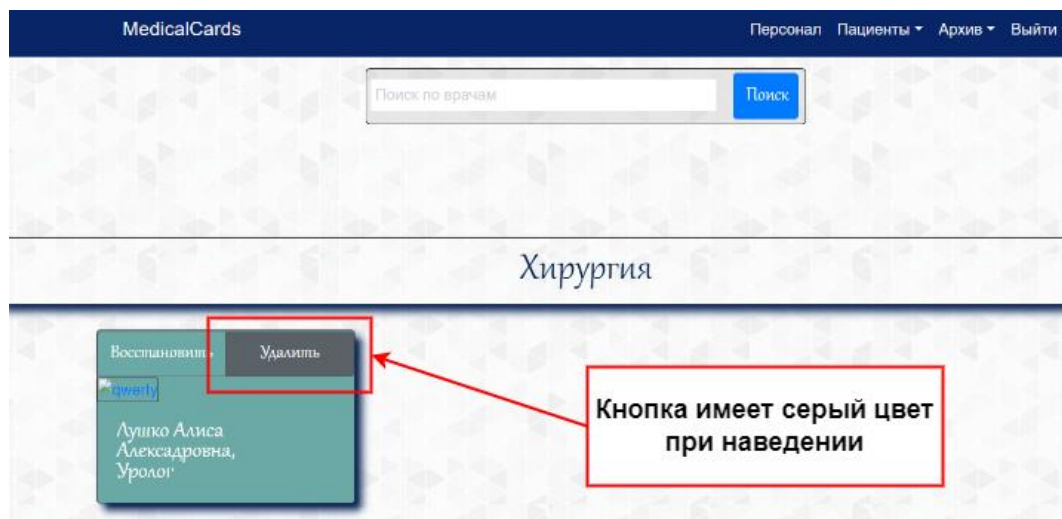 MedicalCards Персонал Пациенты Архив Выйти
Поиск по врачам Поиск
Хирургия
Восстановить Удалить
qwerty
Лушко Алиса
Алексадровна,
Уролог
Кнопка имеет серый цвет
при наведении